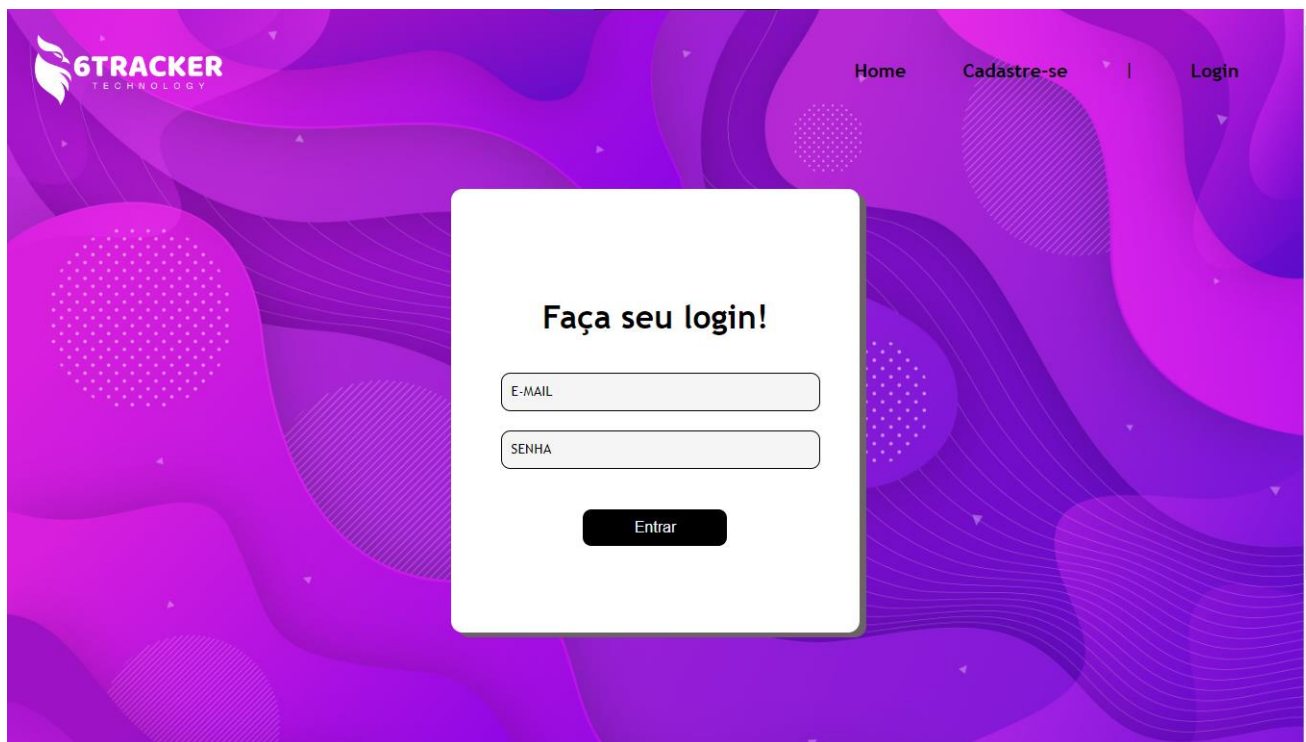 6TRACKER
TECHNOLOGY
Home Cadastre-se | Login
Faça seu login!
E-MAIL
SENHA
Entrar